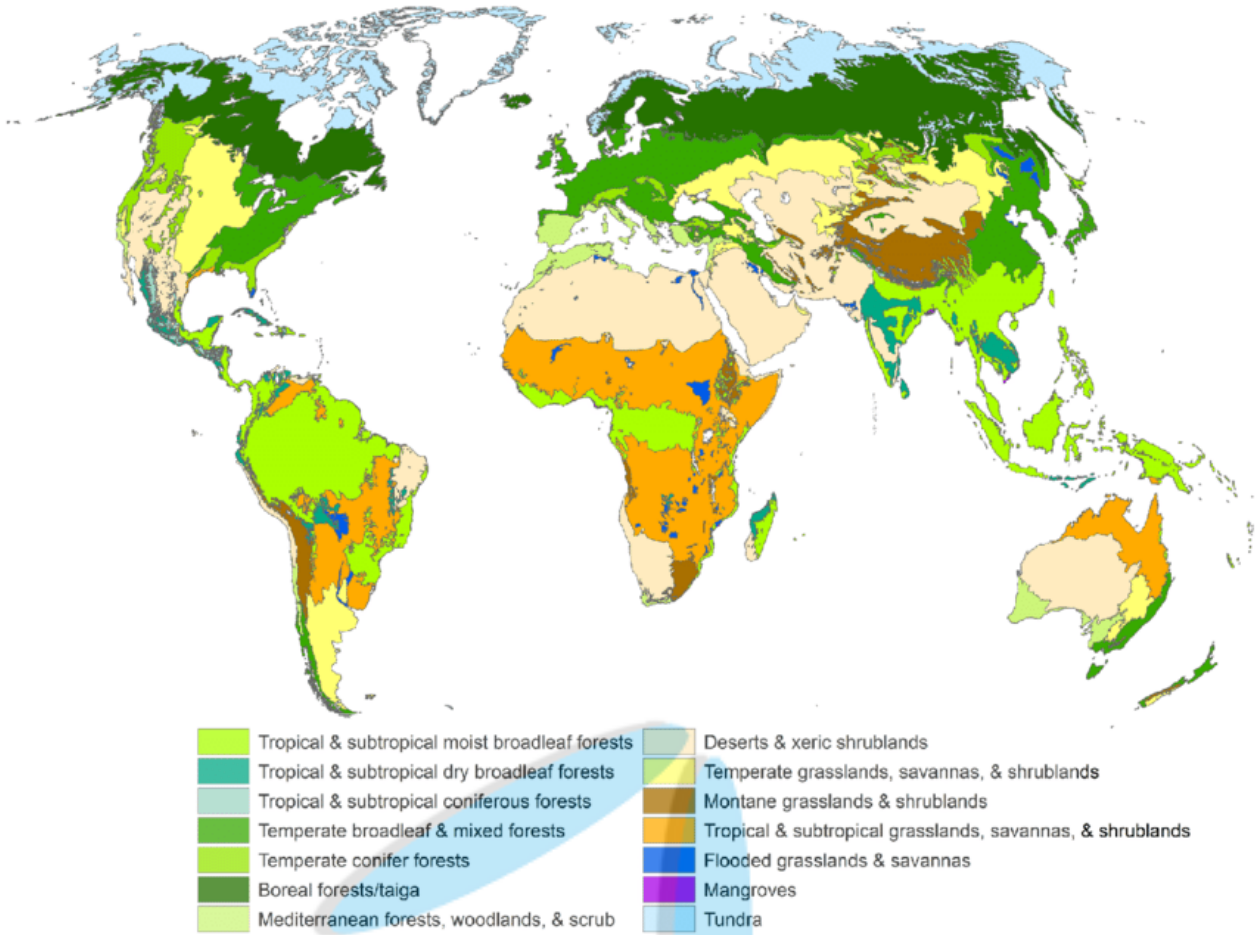 Tropical & subtropical moist broadleaf forests
Tropical & subtropical dry broadleaf forests
Tropical & subtropical coniferous forests
Temperate broadleaf & mixed forests
Temperate conifer forests
Boreal forests/taiga
Mediterranean forests, woodlands, & scrub
Deserts & xeric shrublands
Temperate grasslands, savannas, & shrublands
Montane grasslands & shrublands
Tropical & subtropical grasslands, savannas, & shrublands
Flooded grasslands & savannas
Mangroves
Tundra